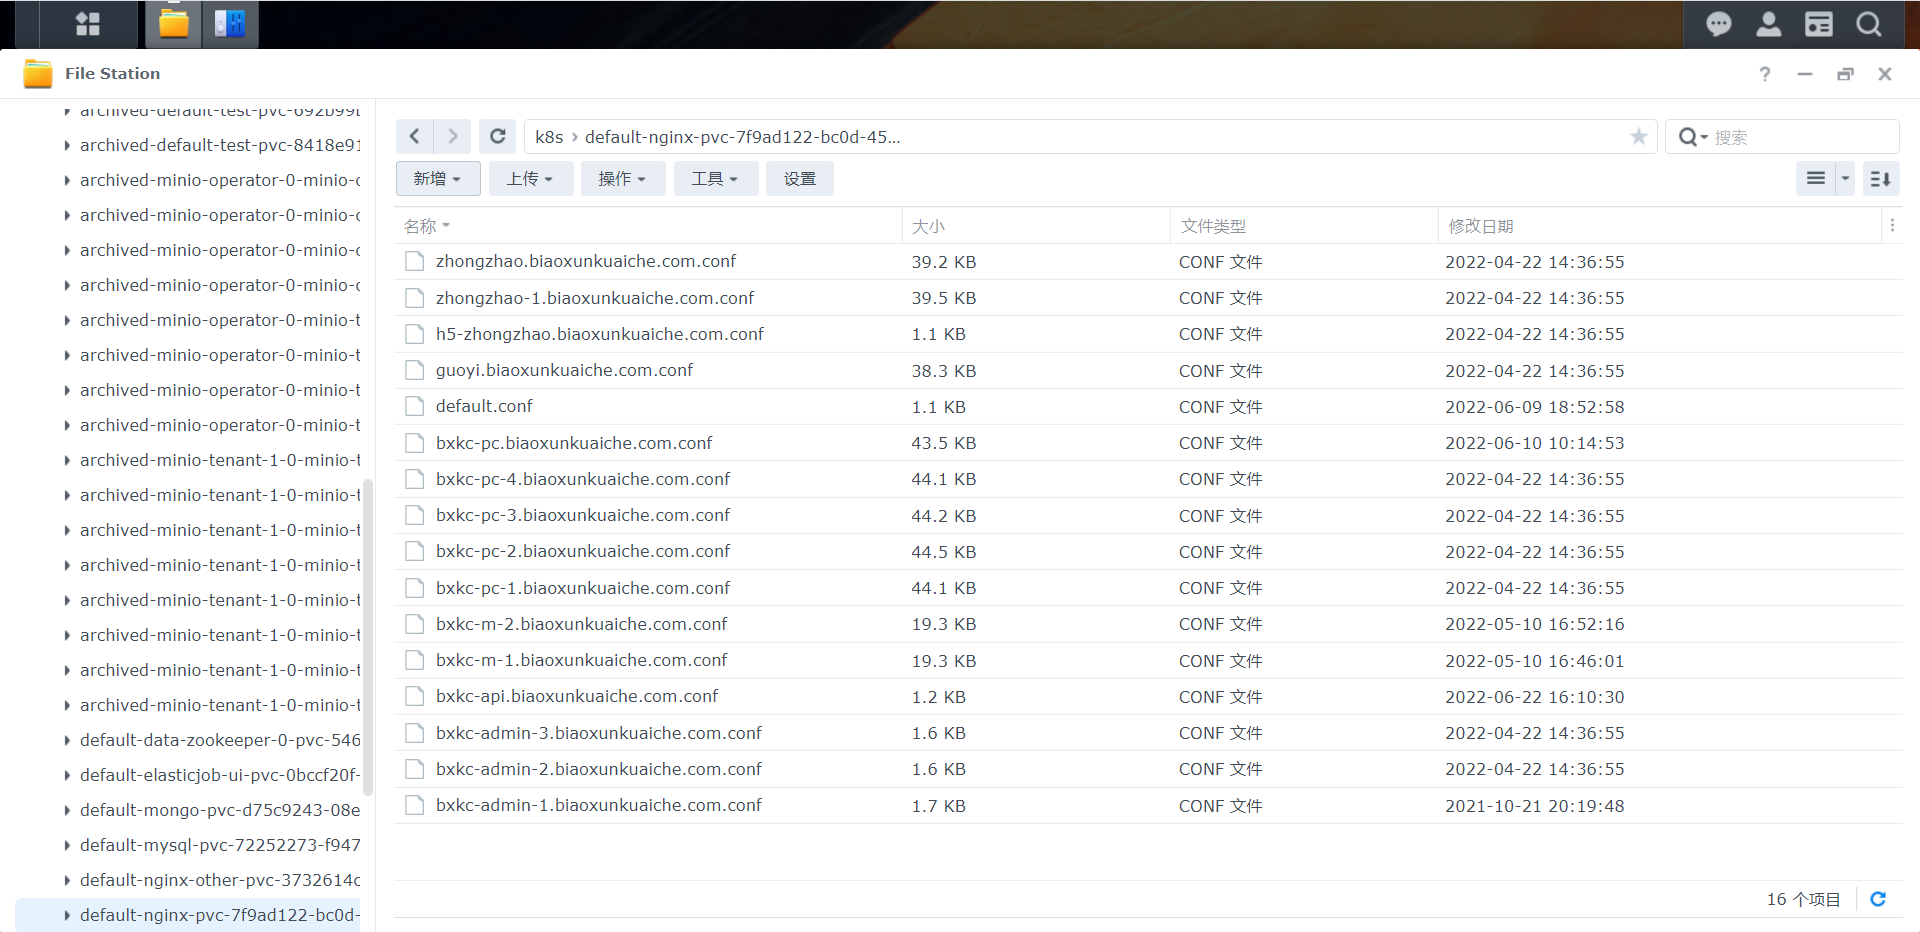 File Station
archived-default-test-pvc-692b99b
archived-default-test-pvc-8418e91
archived-minio-operator-0-minio-c
archived-minio-operator-0-minio-c
archived-minio-operator-0-minio-c
archived-minio-operator-0-minio-c
archived-minio-operator-0-minio-t
archived-minio-operator-0-minio-t
archived-minio-operator-0-minio-t
archived-minio-operator-0-minio-t
archived-minio-tenant-1-0-minio-t
archived-minio-tenant-1-0-minio-t
archived-minio-tenant-1-0-minio-t
archived-minio-tenant-1-0-minio-t
archived-minio-tenant-1-0-minio-t
archived-minio-tenant-1-0-minio-t
archived-minio-tenant-1-0-minio-t
archived-minio-tenant-1-0-minio-t
default-data-zookeeper-0-pvc-546
default-elasticjob-ui-pvc-0bccf20f-
default-mongo-pvc-d75c9243-08e
default-mysql-pvc-72252273-f947
default-nginx-other-pvc-3732614c
default-nginx-pvc-7f9ad122-bc0d-
k8s › default-nginx-pvc-7f9ad122-bc0d-45...
搜索
新增 上传 操作 工具 设置
名称 大小 文件类型 修改日期
zhongzhao.biaoxunkuaiche.com.conf 39.2 KB CONF 文件 2022-04-22 14:36:55
zhongzhao-1.biaoxunkuaiche.com.conf 39.5 KB CONF 文件 2022-04-22 14:36:55
h5-zhongzhao.biaoxunkuaiche.com.conf 1.1 KB CONF 文件 2022-04-22 14:36:55
guoyi.biaoxunkuaiche.com.conf 38.3 KB CONF 文件 2022-04-22 14:36:55
default.conf 1.1 KB CONF 文件 2022-06-09 18:52:58
bxkc-pc.biaoxunkuaiche.com.conf 43.5 KB CONF 文件 2022-06-10 10:14:53
bxkc-pc-4.biaoxunkuaiche.com.conf 44.1 KB CONF 文件 2022-04-22 14:36:55
bxkc-pc-3.biaoxunkuaiche.com.conf 44.2 KB CONF 文件 2022-04-22 14:36:55
bxkc-pc-2.biaoxunkuaiche.com.conf 44.5 KB CONF 文件 2022-04-22 14:36:55
bxkc-pc-1.biaoxunkuaiche.com.conf 44.1 KB CONF 文件 2022-04-22 14:36:55
bxkc-m-2.biaoxunkuaiche.com.conf 19.3 KB CONF 文件 2022-05-10 16:52:16
bxkc-m-1.biaoxunkuaiche.com.conf 19.3 KB CONF 文件 2022-05-10 16:46:01
bxkc-api.biaoxunkuaiche.com.conf 1.2 KB CONF 文件 2022-06-22 16:10:30
bxkc-admin-3.biaoxunkuaiche.com.conf 1.6 KB CONF 文件 2022-04-22 14:36:55
bxkc-admin-2.biaoxunkuaiche.com.conf 1.6 KB CONF 文件 2022-04-22 14:36:55
bxkc-admin-1.biaoxunkuaiche.com.conf 1.7 KB CONF 文件 2021-10-21 20:19:48
16 个项目